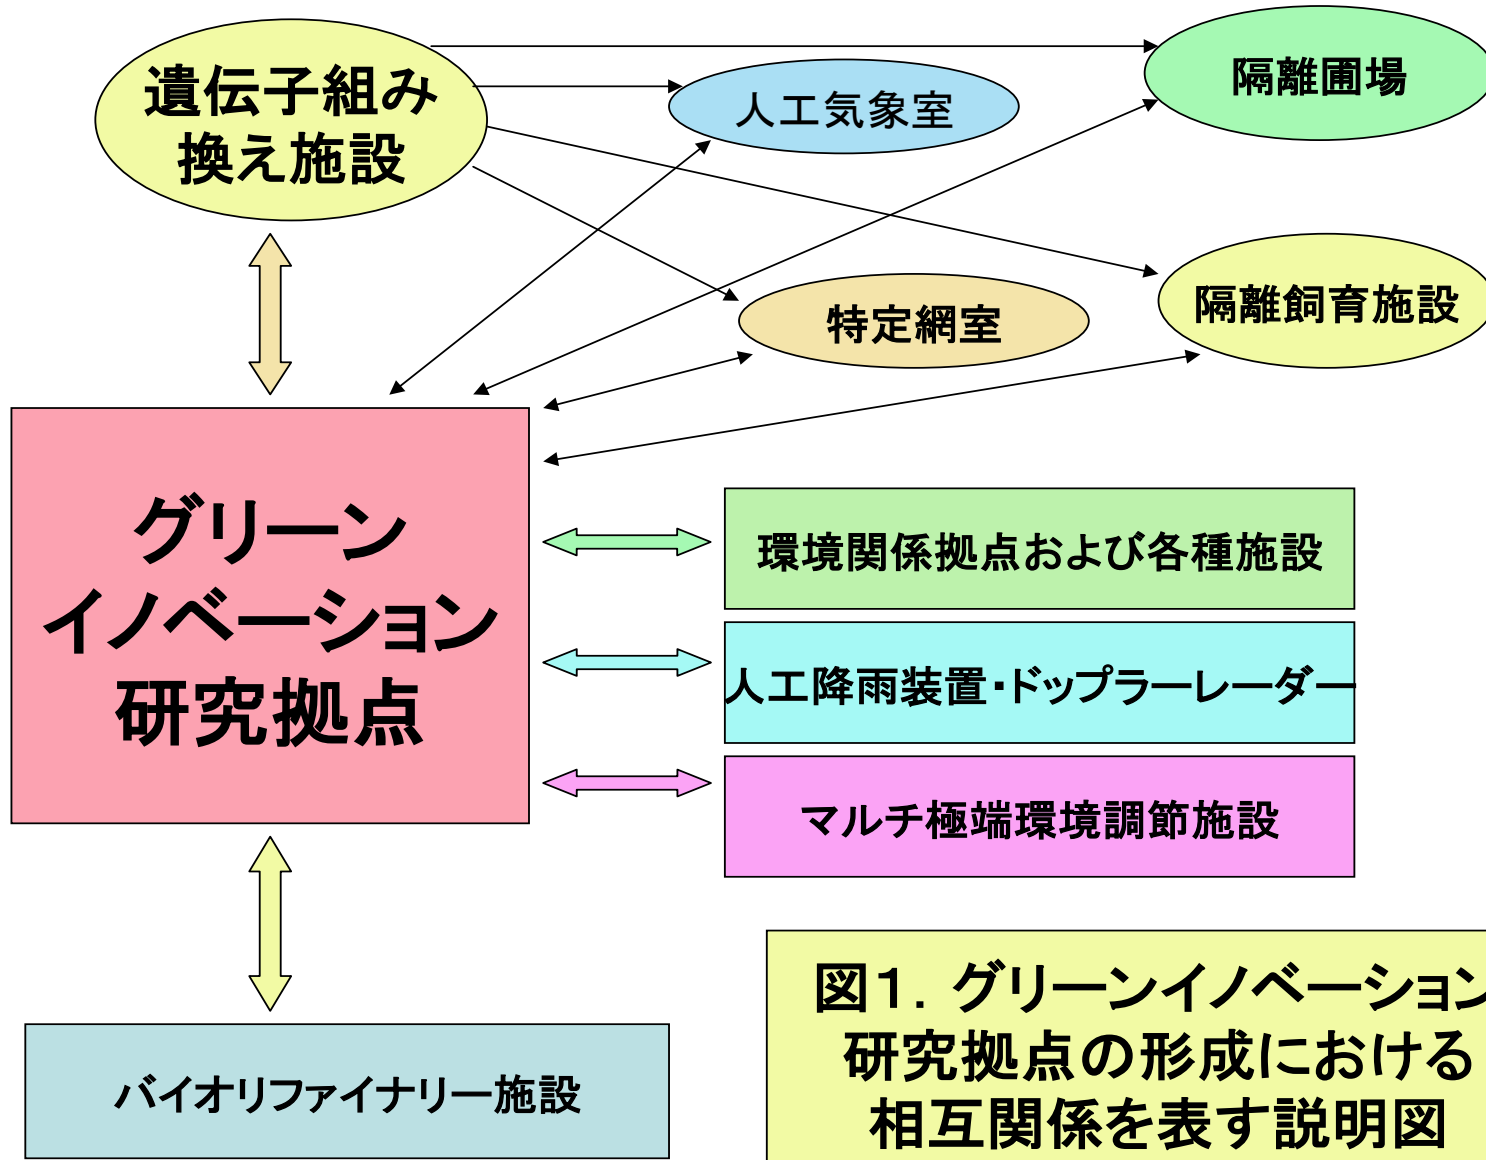 遺伝子組み
換え施設
人工気象室
隔離圃場
特定網室
隔離飼育施設
グリーン
イノベーション
研究拠点
環境関係拠点および各種施設
人工降雨装置・ドップラーレーダー
マルチ極端環境調節施設
バイオリファイナリー施設
図１．グリーンイノベーション
研究拠点の形成における
相互関係を表す説明図